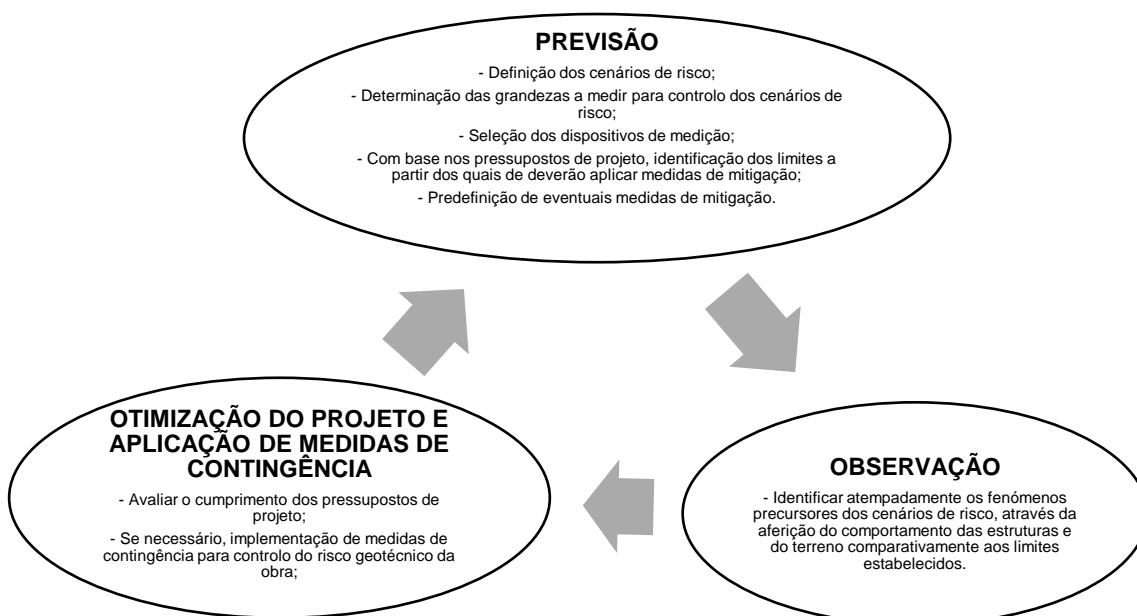 PREVISÃO
- Definição dos cenários de risco;
- Determinação das grandezas a medir para controlo dos cenários de
risco;
- Seleção dos dispositivos de medição;
- Com base nos pressupostos de projeto, identificação dos limites a
partir dos quais de deverão aplicar medidas de mitigação;
- Predefinição de eventuais medidas de mitigação.
OBSERVAÇÃO
- Identificar atempadamente os fenómenos
precursores dos cenários de risco, através da
aferição do comportamento das estruturas e
do terreno comparativamente aos limites
estabelecidos.
OTIMIZAÇÃO DO PROJETO E
APLICAÇÃO DE MEDIDAS DE
CONTINGÊNCIA
- Avaliar o cumprimento dos pressupostos de
projeto;
- Se necessário, implementação de medidas de
contingência para controlo do risco geotécnico da
obra;